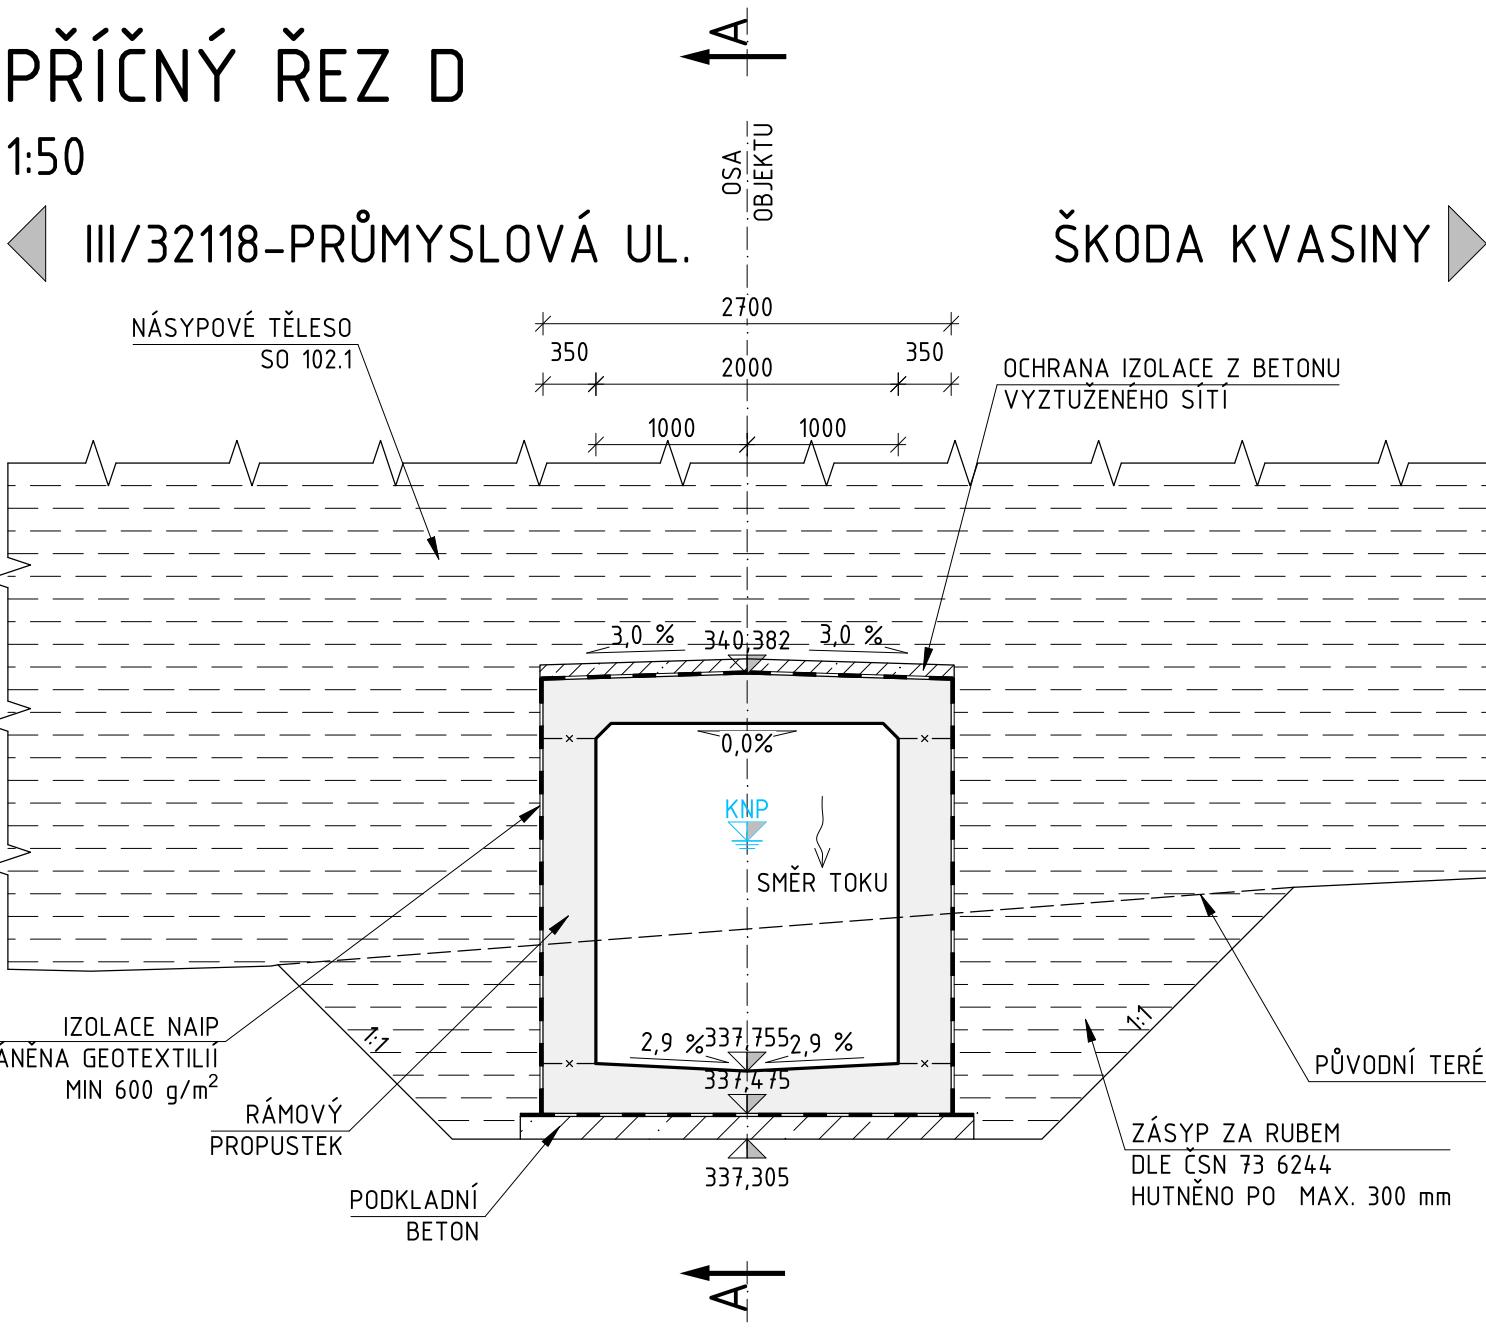 A
PŘÍČNÝ ŘEZ D
1:50
OSA
OBJEKTU
III/32118-PRŮMYSLOVÁ UL.
ŠKODA KVASINY
2700
NÁSYPOVÉ TĚLESO
SO 102.1
350
350
2000
OCHRANA IZOLACE Z BETONU
VYZTUŽENÉHO SÍTÍ
1000
1000
3,0 %
340,382
3,0 %
0,0%
KNP
SMĚR TOKU
IZOLACE NAIP
ÁNĚNA GEOTEXTILIÍ
MIN 600 g/m²
1:1
2,9 %
337,755
2,9 %
1:1
337,475
PŮVODNÍ TERÉ
RÁMOVÝ
PROPUSTEK
ZÁSYP ZA RUBEM
DLE ČSN 73 6244
HUTNĚNO PO MAX. 300 mm
337,305
PODKLADNÍ
BETON
A